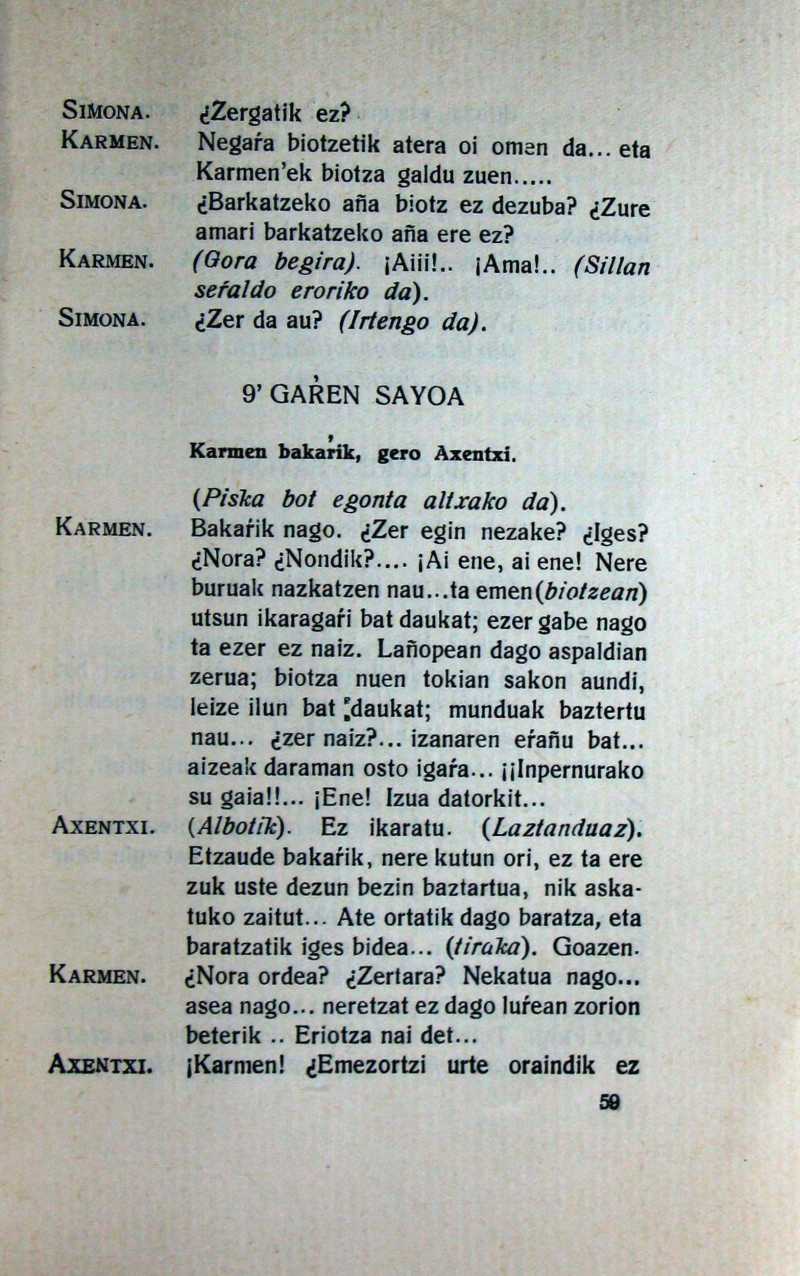 SIMONA. ¿Zergatik ez?
KARMEN. Negaŕa biotzetik atera oi omen da... eta
Karmen'ek biotza galdu zuen.....
SIMONA. ¿Barkatzeko aña biotz ez dezuba? ¿Zure
amari barkatzeko aña ere ez?
KARMEN. (Gora begira). ¡Aiii!.. ¡Ama!.. (Sillan
seŕaldo eroriko da).
SIMONA. ¿Zer da au? (Irtengo da).
9' GAŔEN SAYOA
Karmen bakaŕik, gero Axentxi.
(Piska bot egonta altxako da).
KARMEN. Bakaŕik nago. ¿Zer egin nezake? ¿Iges?
¿Nora? ¿Nondik?.... ¡Ai ene, ai ene! Nere
buruak nazkatzen nau...ta emen (biotzean)
utsun ikaragaŕi bat daukat; ezer gabe nago
ta ezer ez naiz. Lañopean dago aspaldian
zerua; biotza nuen tokian sakon aundi,
leize ilun bat daukat; munduak baztertu
nau... ¿zer naiz?... izanaren eŕañu bat...
aizeak daraman osto igaŕa... ¡¡Inpernurako
su gaia!!... ¡Ene! Izua datorkit...
AXENTXI. (Albotik). Ez ikaratu. (Laztanduaz).
Etzaude bakaŕik, nere kutun ori, ez ta ere
zuk uste dezun bezin baztartua, nik aska-
tuko zaitut... Ate ortatik dago baratza, eta
baratzatik iges bidea... (tiraka). Goazen.
KARMEN. ¿Nora ordea? ¿Zertara? Nekatua nago...
asea nago... neretzat ez dago luŕean zorion
beterik .. Eriotza nai det...
AXENTXI. ¡Karmen! ¿Emezortzi urte oraindik ez
59